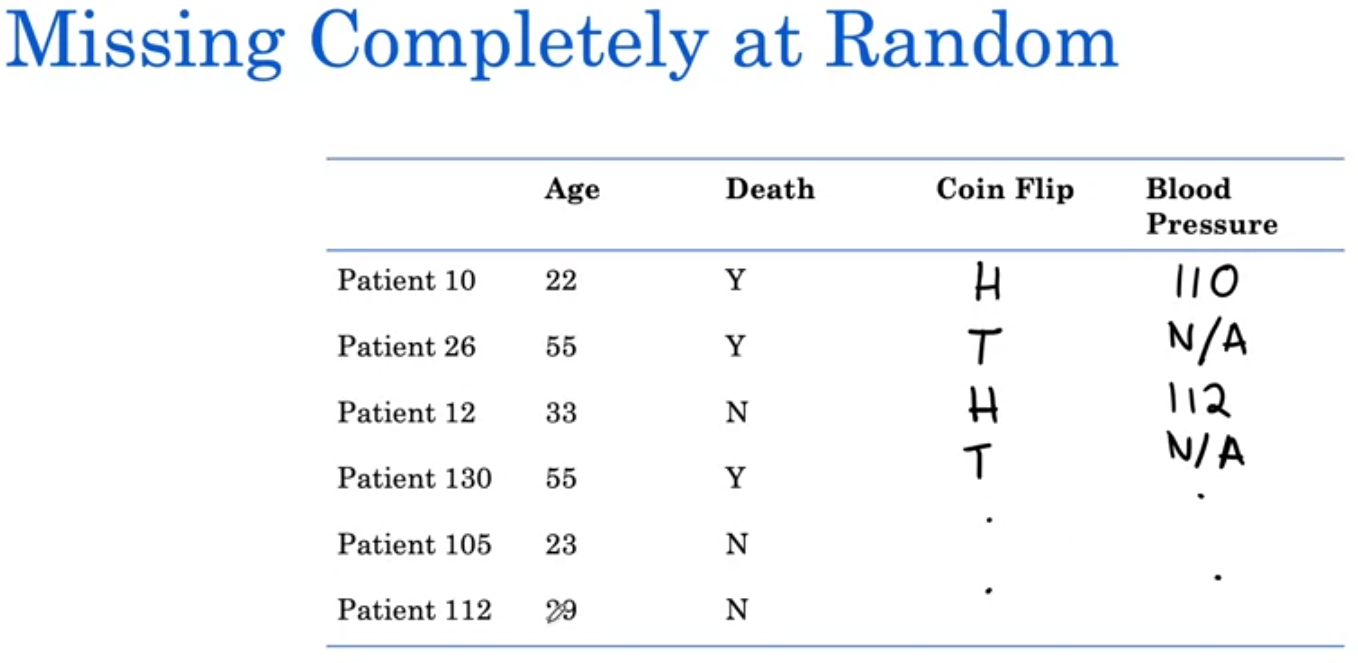 Missing Completely at Random
Age Death Coin Flip Blood
Pressure
Patient 10 22 Y H 110
Patient 26 55 Y T N/A
Patient 12 33 N H 112
Patient 130 55 Y T N/A
Patient 105 23 N
Patient 112 29 N